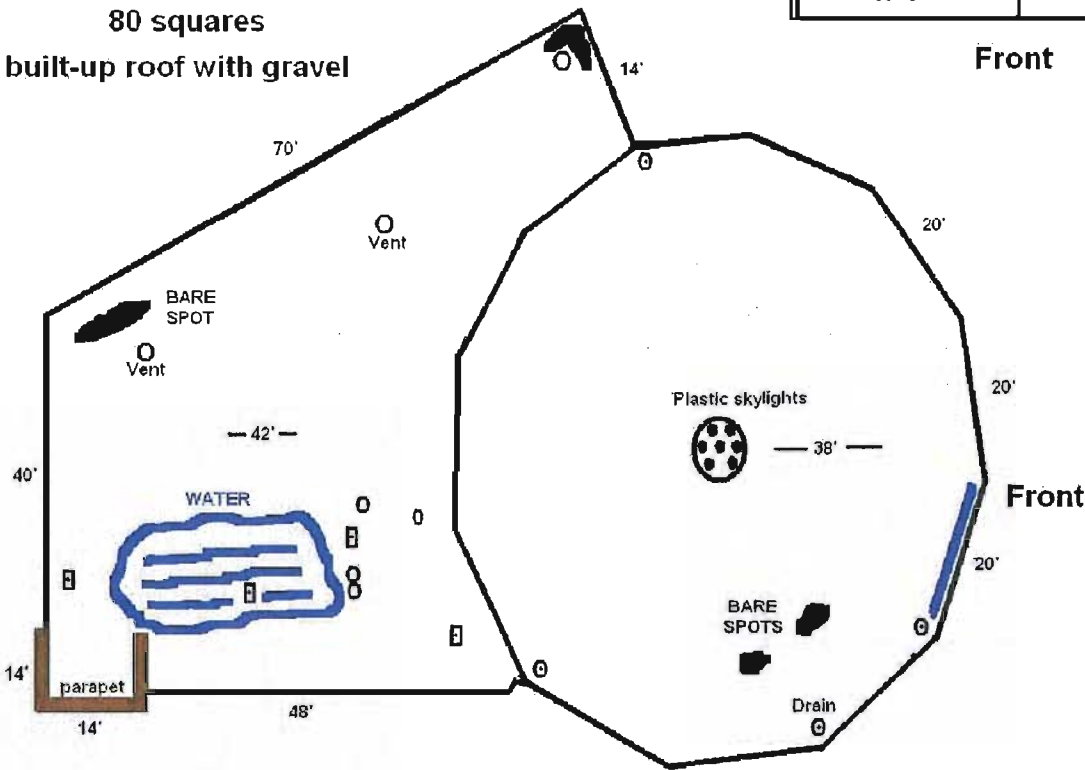 80 squares
built-up roof with gravel
Front
14'
70'
20'
Vent
BARE
SPOT
Vent
20'
Plastic skylights
42'
38'
40'
WATER
Front
20'
BARE
SPOTS
14'
parapet
Drain
14'
48'